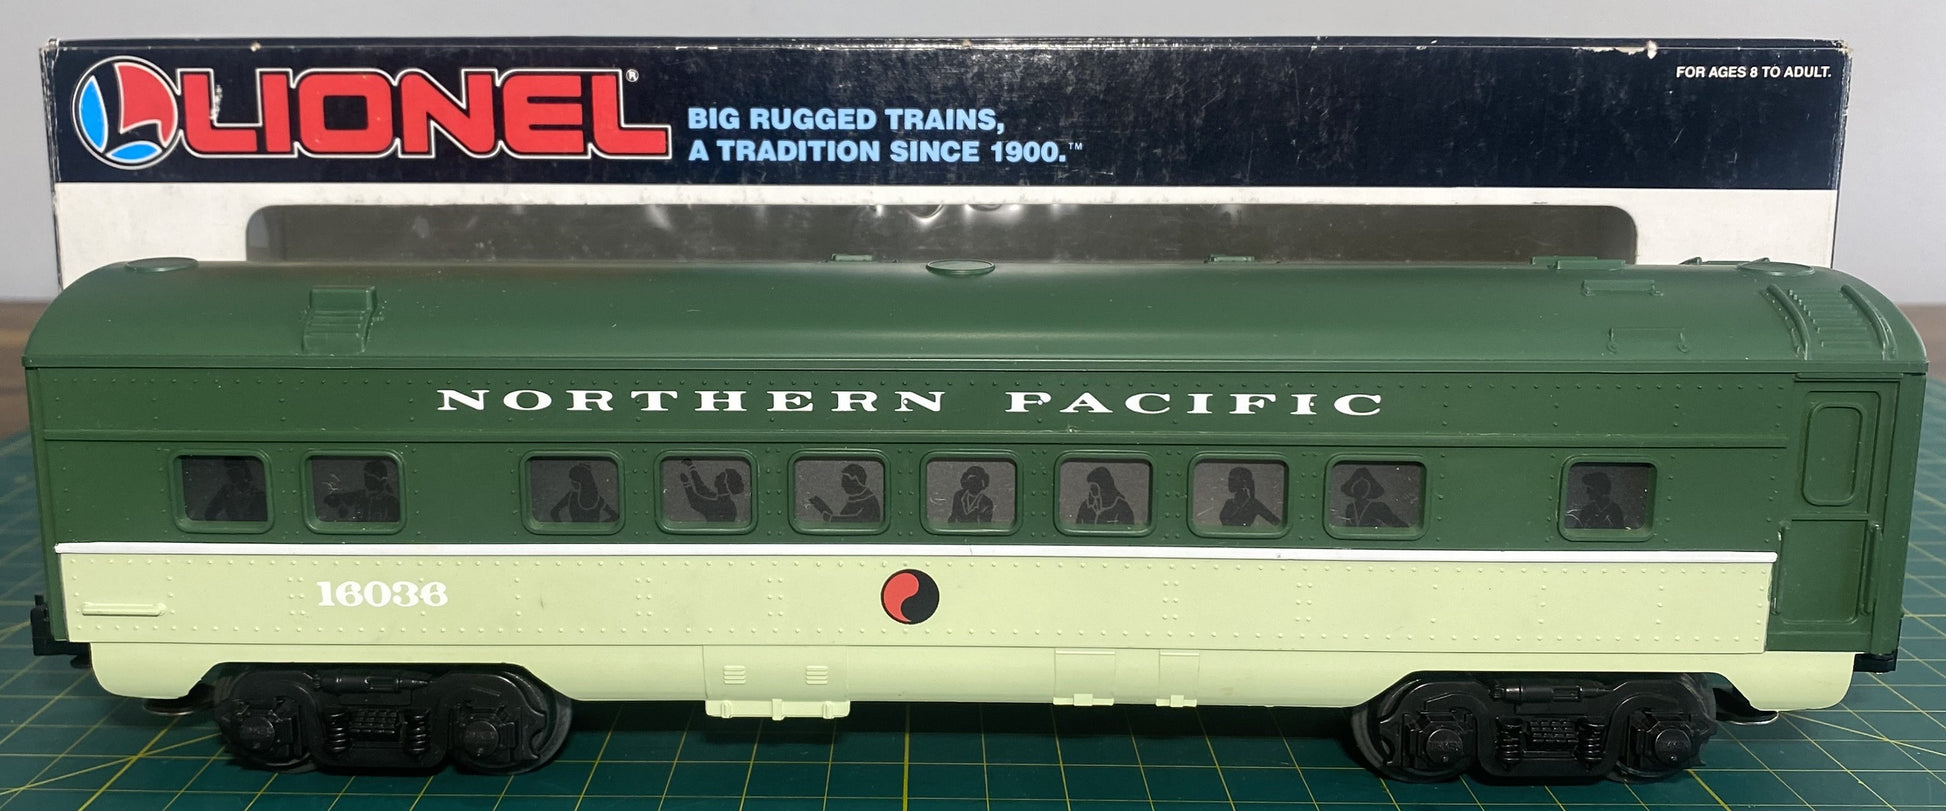 LIONEL®
BIG RUGGED TRAINS,
A TRADITION SINCE 1900.™
FOR AGES 8 TO ADULT.
NORTHERN PACIFIC
16036